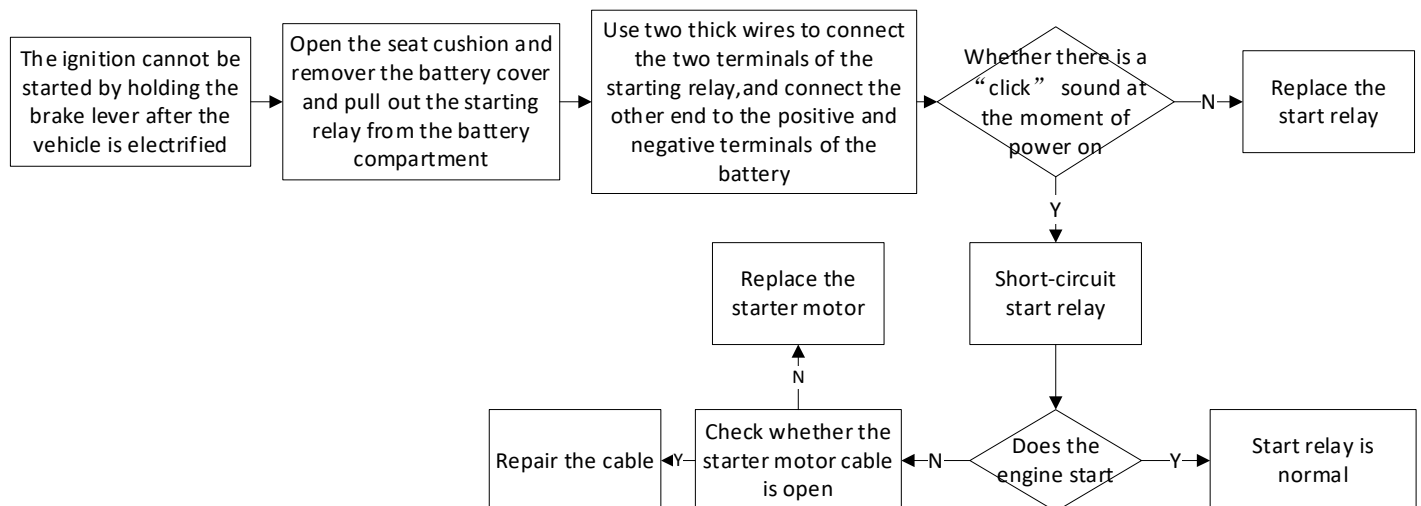 The ignition cannot be
started by holding the
brake lever after the
vehicle is electrified
Open the seat cushion and
remover the battery cover
and pull out the starting
relay from the battery
compartment
Use two thick wires to connect
the two terminals of the
starting relay,and connect the
other end to the positive and
negative terminals of the
battery
Whether there is a
“click” sound at
the moment of
power on
N
Replace the
start relay
Y
Short-circuit
start relay
Does the
engine start
Y
Start relay is
normal
N
Check whether the
starter motor cable
is open
N
Replace the
starter motor
Y
Repair the cable